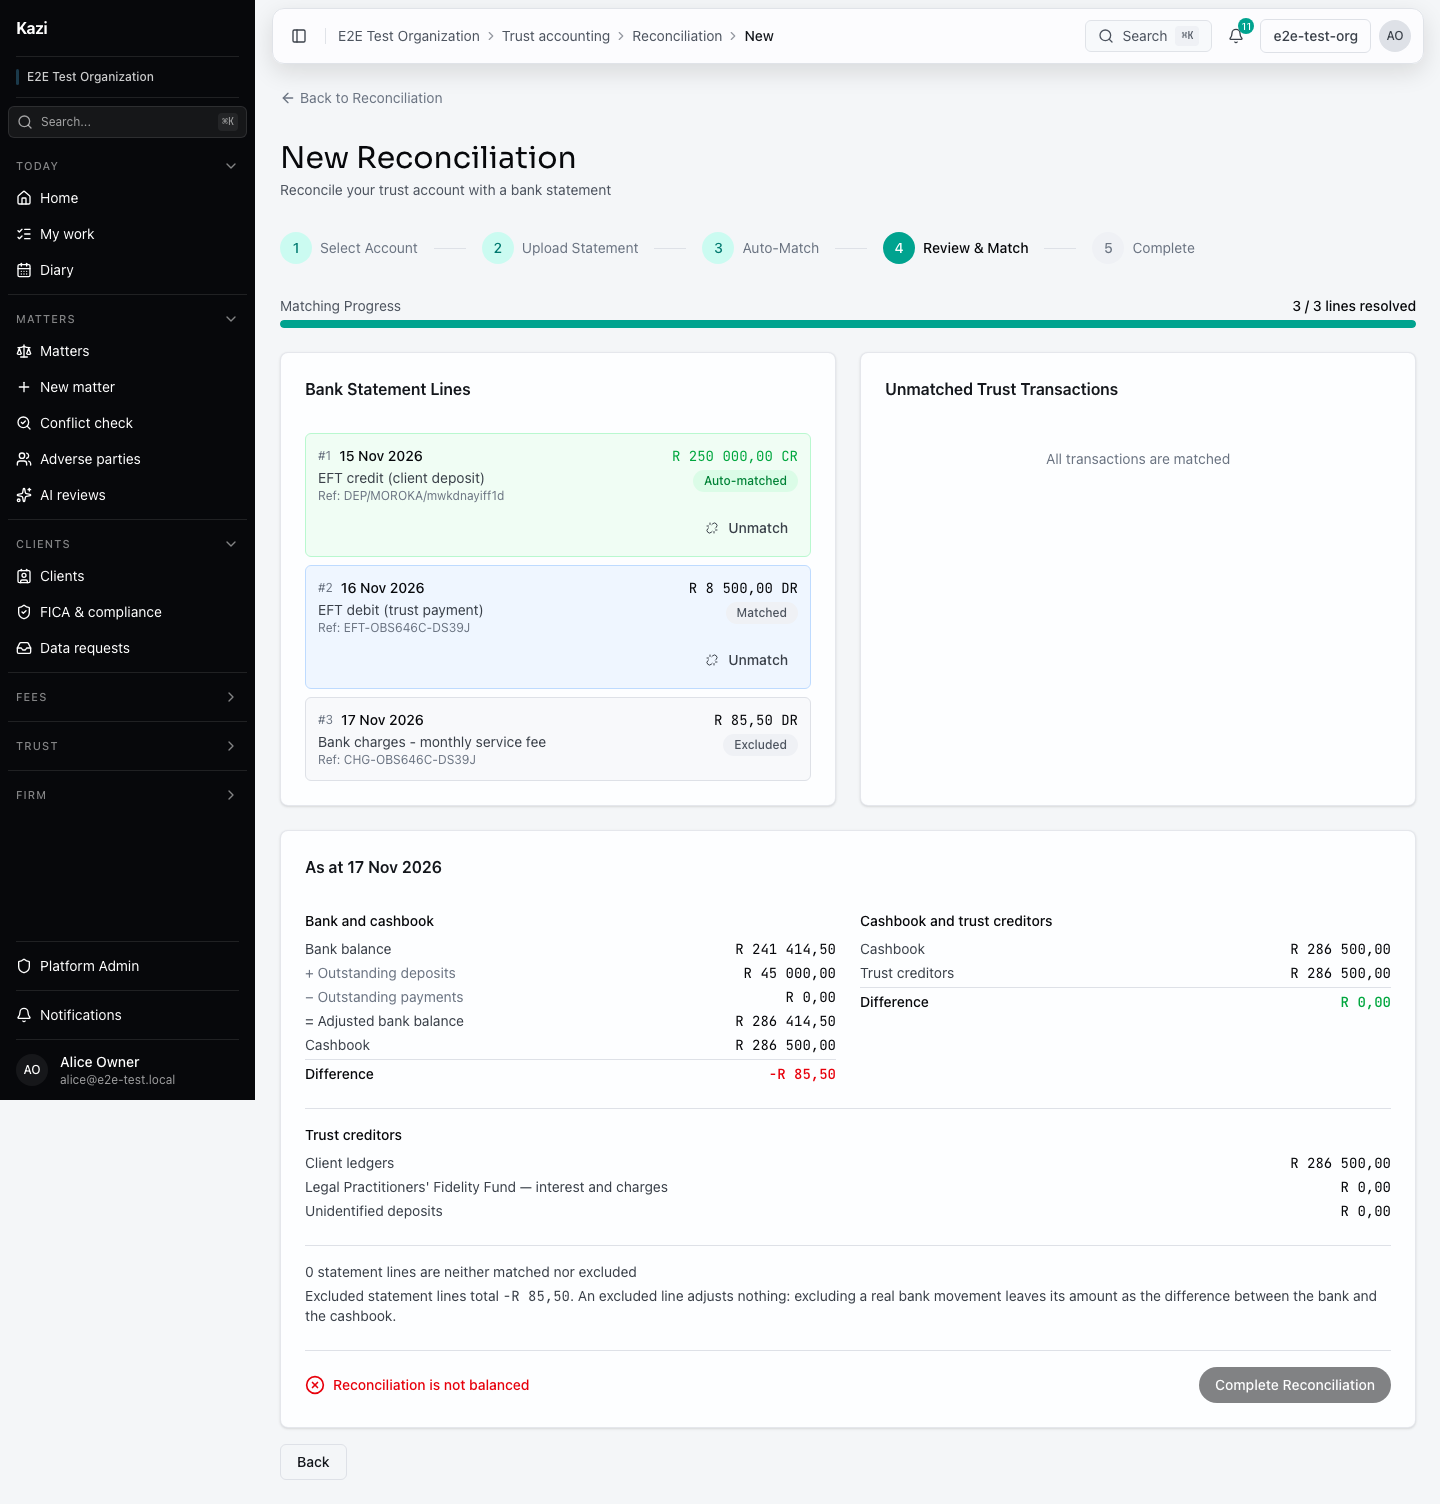 Kazi
E2E Test Organization
Search...
⌘K
TODAY
Home
My work
Diary
MATTERS
Matters
New matter
Conflict check
Adverse parties
AI reviews
CLIENTS
Clients
FICA & compliance
Data requests
FEES
TRUST
FIRM
Platform Admin
Notifications
AO
Alice Owner
alice@e2e-test.local
E2E Test Organization > Trust accounting > Reconciliation > New
Search ⌘K
11
e2e-test-org
AO
Back to Reconciliation
New Reconciliation
Reconcile your trust account with a bank statement
1 Select Account
2 Upload Statement
3 Auto-Match
4 Review & Match
5 Complete
Matching Progress
3 / 3 lines resolved
Bank Statement Lines
#1 15 Nov 2026 R 250 000,00 CR
EFT credit (client deposit) Auto-matched
Ref: DEP/MOROKA/mwkdnayiff1d
Unmatch
#2 16 Nov 2026 R 8 500,00 DR
EFT debit (trust payment) Matched
Ref: EFT-OBS646C-DS39J
Unmatch
#3 17 Nov 2026 R 85,50 DR
Bank charges - monthly service fee Excluded
Ref: CHG-OBS646C-DS39J
Unmatched Trust Transactions
All transactions are matched
As at 17 Nov 2026
Bank and cashbook
Bank balance R 241 414,50
+ Outstanding deposits R 45 000,00
− Outstanding payments R 0,00
= Adjusted bank balance R 286 414,50
Cashbook R 286 500,00
Difference -R 85,50
Cashbook and trust creditors
Cashbook R 286 500,00
Trust creditors R 286 500,00
Difference R 0,00
Trust creditors
Client ledgers R 286 500,00
Legal Practitioners' Fidelity Fund — interest and charges R 0,00
Unidentified deposits R 0,00
0 statement lines are neither matched nor excluded
Excluded statement lines total -R 85,50. An excluded line adjusts nothing: excluding a real bank movement leaves its amount as the difference between the bank and
the cashbook.
Reconciliation is not balanced
Complete Reconciliation
Back